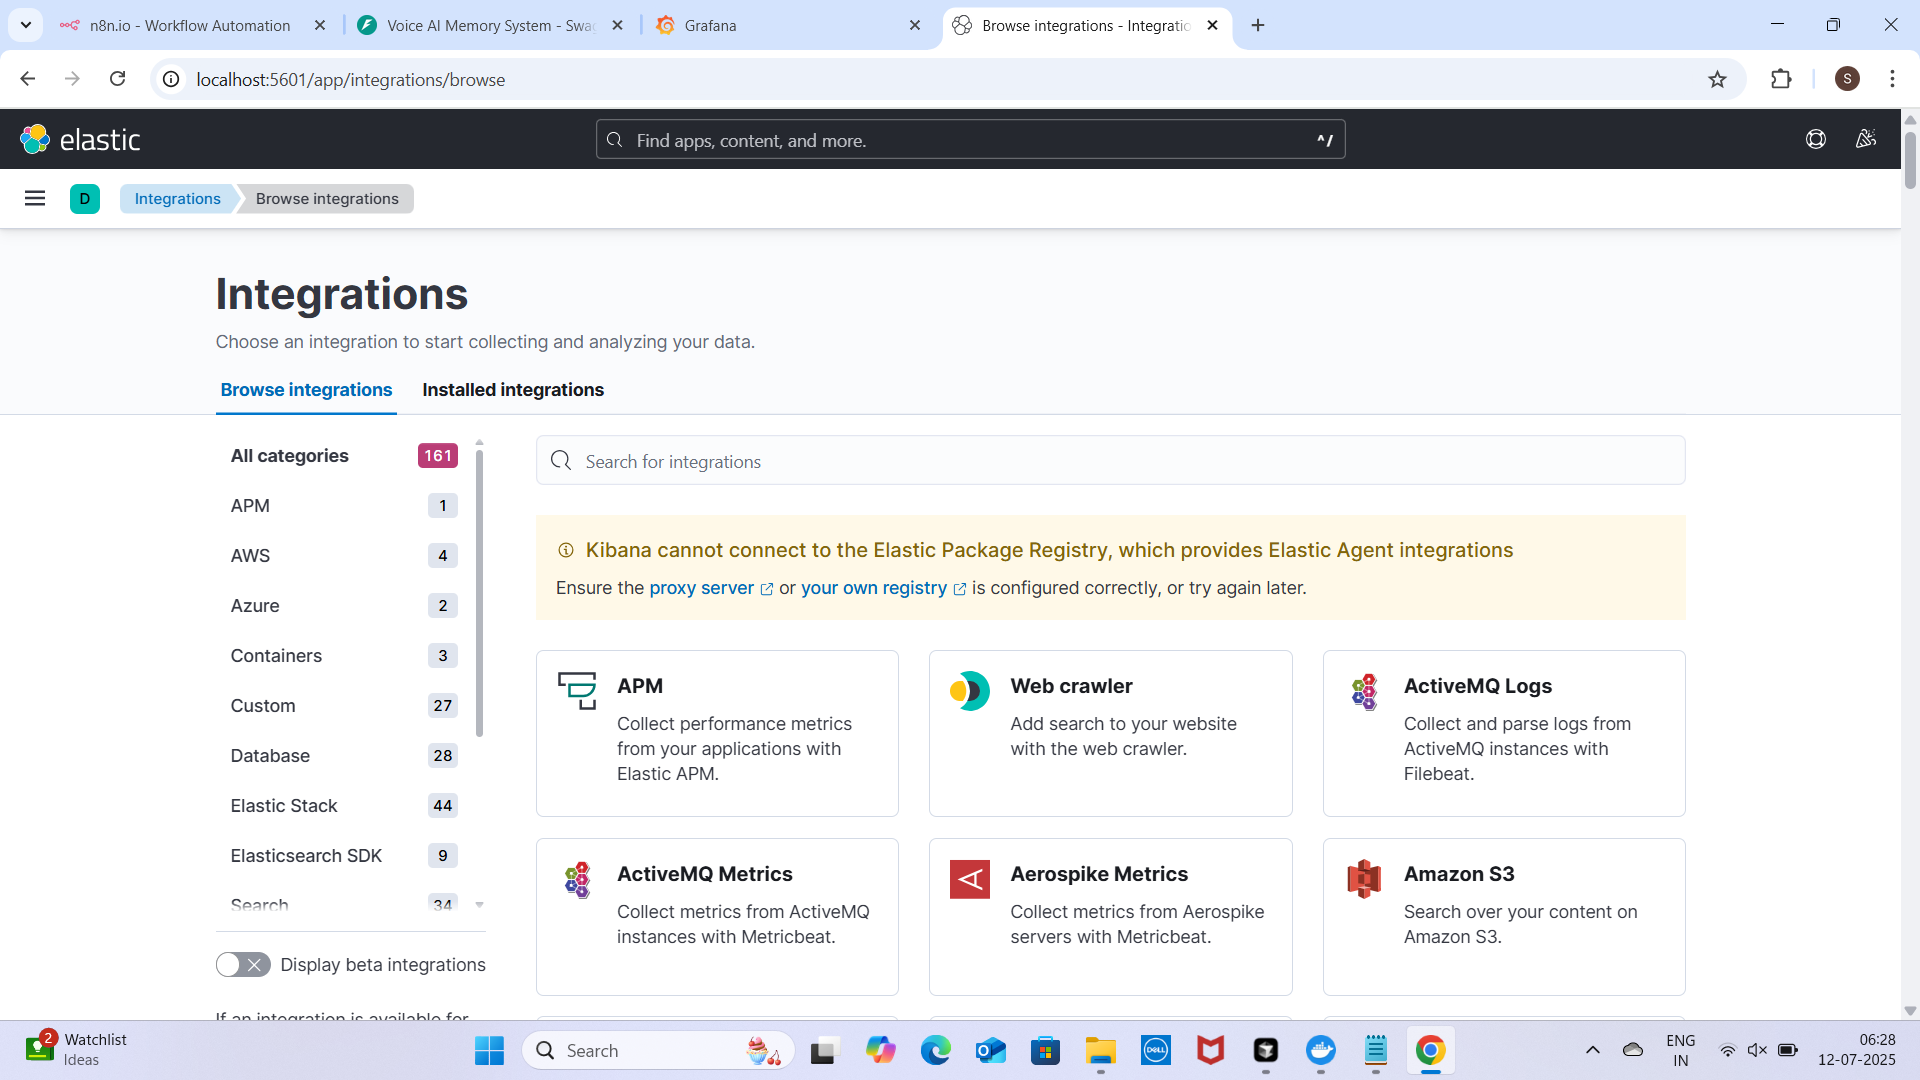 n8n.io - Workflow Automation
Voice AI Memory System - Swa
Grafana
Browse integrations - Integratio
localhost:5601/app/integrations/browse
S
elastic
Find apps, content, and more.
^/
D
Integrations
Browse integrations
Integrations
Choose an integration to start collecting and analyzing your data.
Browse integrations
Installed integrations
All categories 161
APM 1
AWS 4
Azure 2
Containers 3
Custom 27
Database 28
Elastic Stack 44
Elasticsearch SDK 9
Search 34
Display beta integrations
If an integration is available for
Search for integrations
Kibana cannot connect to the Elastic Package Registry, which provides Elastic Agent integrations
Ensure the proxy server or your own registry is configured correctly, or try again later.
APM
Collect performance metrics
from your applications with
Elastic APM.
Web crawler
Add search to your website
with the web crawler.
ActiveMQ Logs
Collect and parse logs from
ActiveMQ instances with
Filebeat.
ActiveMQ Metrics
Collect metrics from ActiveMQ
instances with Metricbeat.
Aerospike Metrics
Collect metrics from Aerospike
servers with Metricbeat.
Amazon S3
Search over your content on
Amazon S3.
2
Watchlist
Ideas
Search
DELL
ENG
IN
06:28
12-07-2025